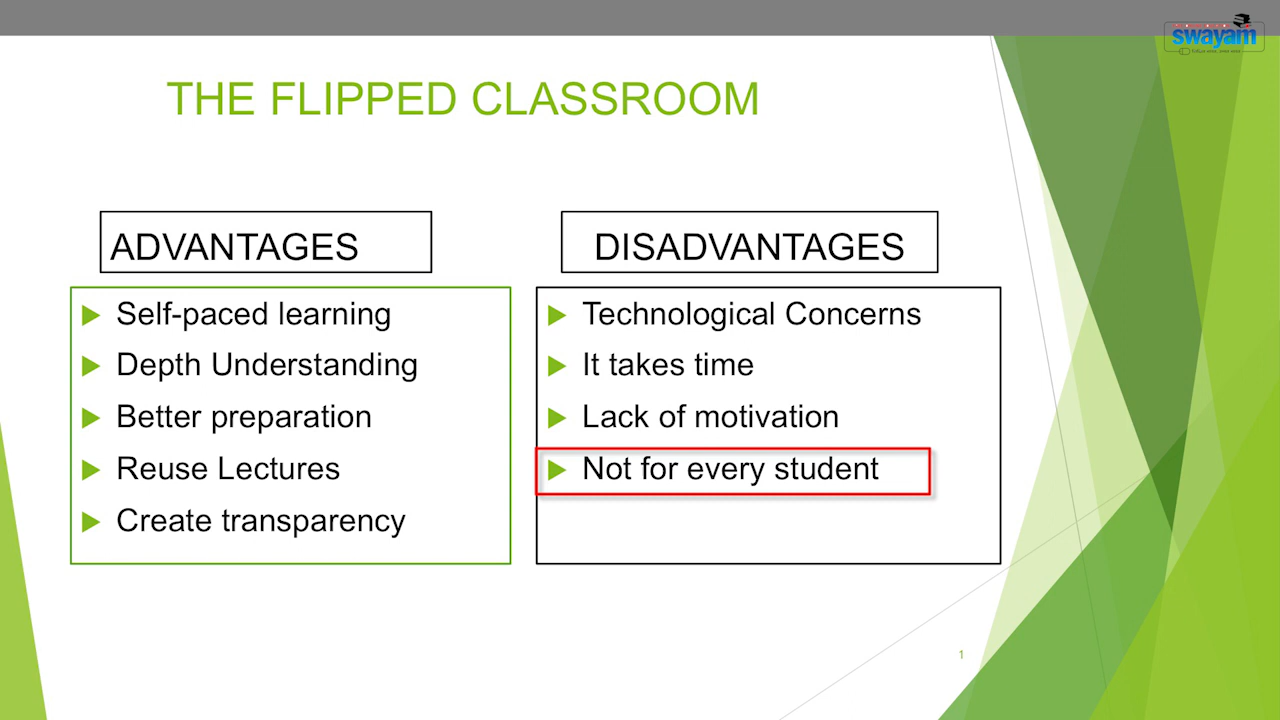 swayam
THE FLIPPED CLASSROOM
ADVANTAGES
Self-paced learning
Depth Understanding
Better preparation
Reuse Lectures
Create transparency
DISADVANTAGES
Technological Concerns
It takes time
Lack of motivation
Not for every student
1